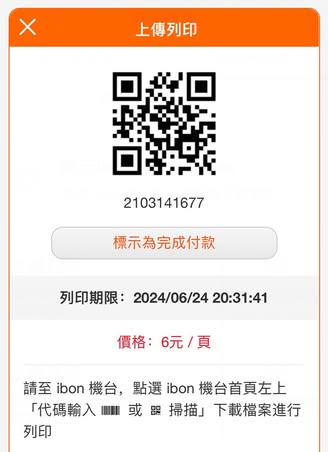 上傳列印
2103141677
標示為完成付款
列印期限：2024/06/24 20:31:41
價格：6元 / 頁
請至 ibon 機台，點選 ibon 機台首頁左上
「代碼輸入 或 掃描」下載檔案進行
列印